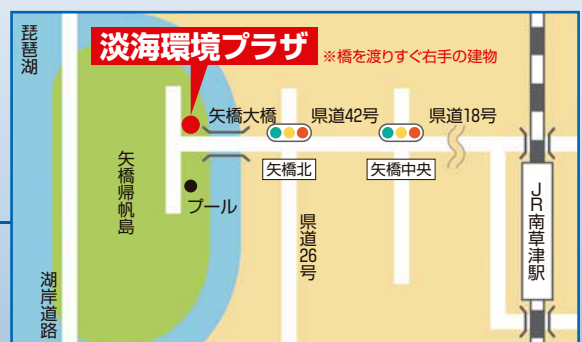 琵琶湖
淡海環境プラザ
※橋を渡りすぐ右手の建物
矢橋大橋
県道42号
県道18号
矢橋北
矢橋中央
矢橋帰帆島
プール
県道26号
JR南草津駅
湖岸道路